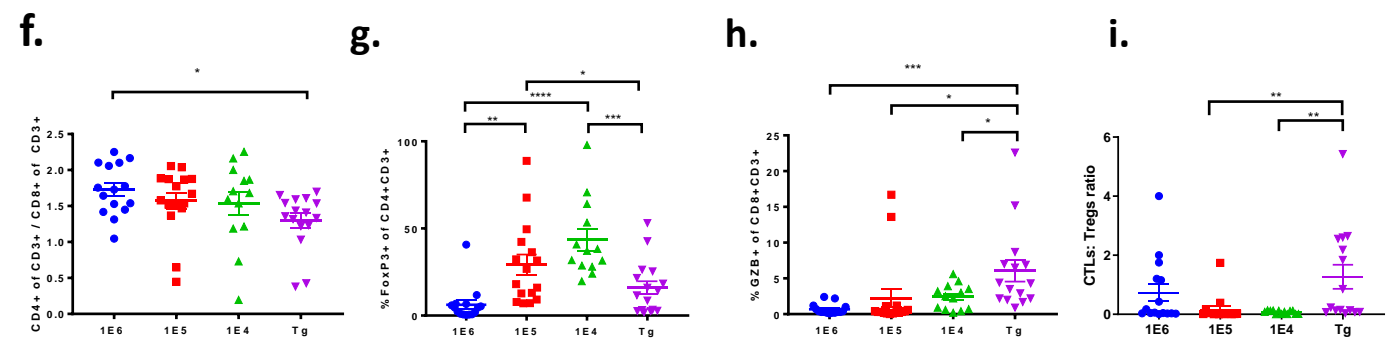 f.
*
CD4+ of CD3+ / CD8+ of CD3+
2.5
2.0
1.5
1.0
0.5
0.0
1E6 1E5 1E4 Tg
g.
*
****
** ***
%FoxP3+ of CD4+CD3+
100
50
0
1E6 1E5 1E4 Tg
h.
***
*
*
%GZB+ of CD8+CD3+
25
20
15
10
5
0
1E6 1E5 1E4 Tg
i.
**
**
CTLs: Tregs ratio
6
4
2
0
1E6 1E5 1E4 Tg